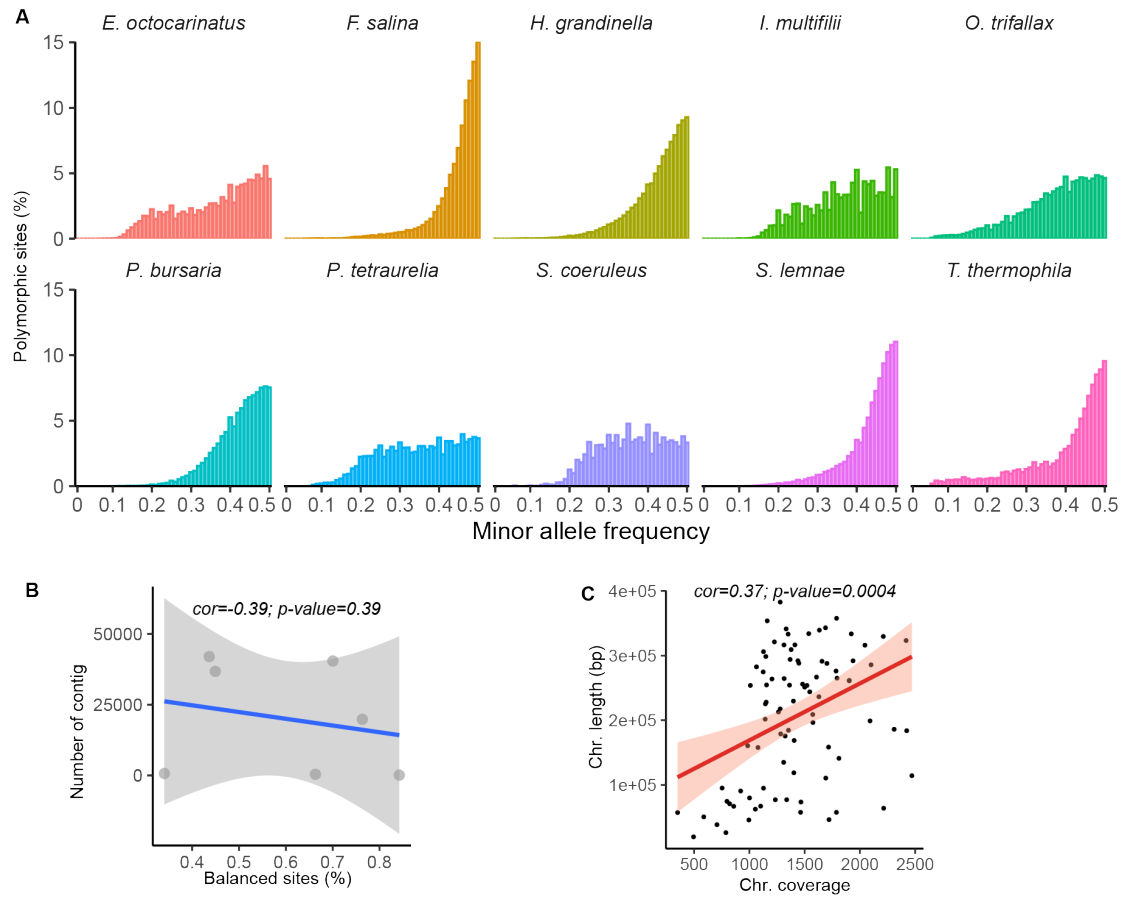 A
E. octocarinatus F. salina H. grandinella I. multifilii O. trifallax
15
10
5
0
Polymorphic sites (%)
P. bursaria P. tetraurelia S. coeruleus S. lemnae T. thermophila
15
10
5
0
0 0.1 0.2 0.3 0.4 0.5 0 0.1 0.2 0.3 0.4 0.5 0 0.1 0.2 0.3 0.4 0.5 0 0.1 0.2 0.3 0.4 0.5 0 0.1 0.2 0.3 0.4 0.5
Minor allele frequency
B
cor=-0.39; p-value=0.39
50000
25000
0
Number of contig
0.4 0.5 0.6 0.7 0.8
Balanced sites (%)
C
cor=0.37; p-value=0.0004
4e+05
3e+05
2e+05
1e+05
Chr. length (bp)
500 1000 1500 2000 2500
Chr. coverage